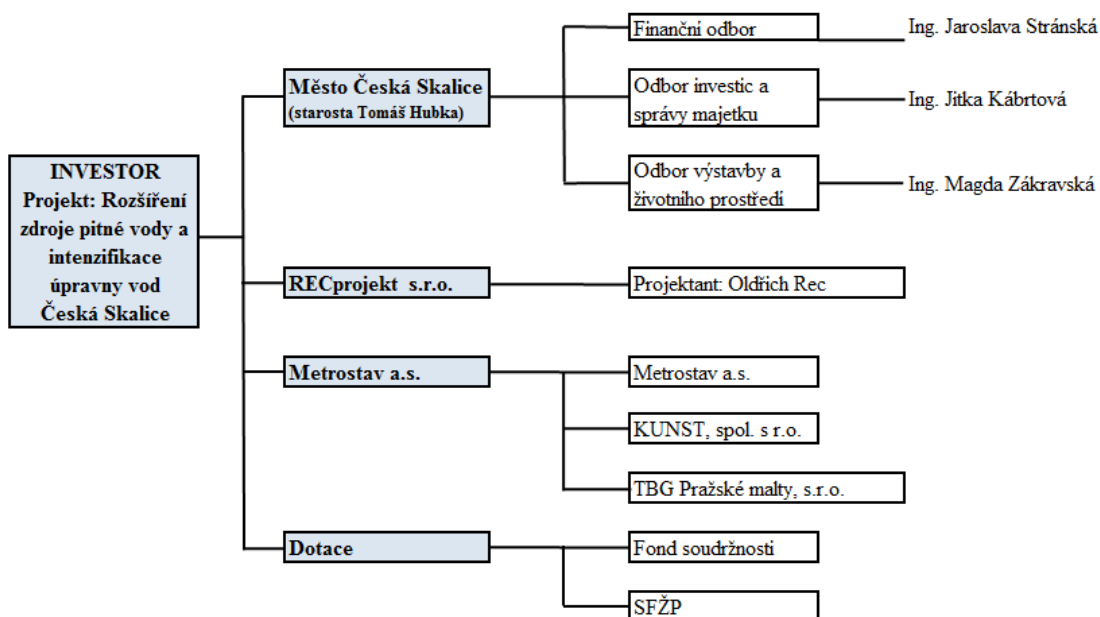 INVESTOR
Projekt: Rozšíření
zdroje pitné vody a
intenzifikace
úpravny vod
Česká Skalice
Město Česká Skalice
(starosta Tomáš Hubka)
Finanční odbor
Ing. Jaroslava Stránská
Odbor investic a
správy majetku
Ing. Jitka Kábrtová
Odbor výstavby a
životního prostředí
Ing. Magda Zákravská
RECprojekt s.r.o.
Projektant: Oldřich Rec
Metrostav a.s.
Metrostav a.s.
KUNST, spol. s r.o.
TBG Pražské malty, s.r.o.
Dotace
Fond soudržnosti
SFŽP